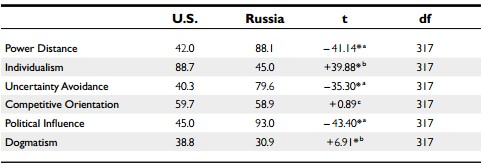 U.S. Russia t df
Power Distance 42.0 88.1 –41.14*ª 317
Individualism 88.7 45.0 +39.88*ᵇ 317
Uncertainty Avoidance 40.3 79.6 –35.30*ª 317
Competitive Orientation 59.7 58.9 +0.89ᶜ 317
Political Influence 45.0 93.0 –43.40*ª 317
Dogmatism 38.8 30.9 +6.91*ᵇ 317